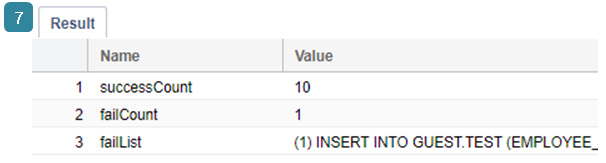 7
Result
Name Value
1 successCount 10
2 failCount 1
3 failList (1) INSERT INTO GUEST.TEST (EMPLOYEE_